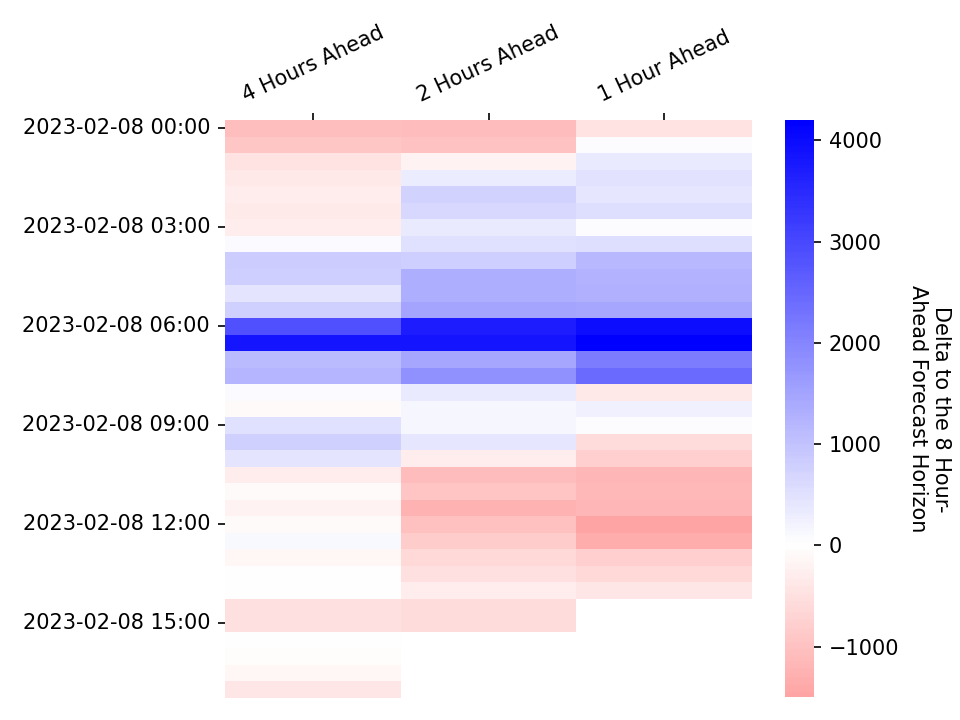 4 Hours Ahead
2 Hours Ahead
1 Hour Ahead
2023-02-08 00:00
2023-02-08 03:00
2023-02-08 06:00
2023-02-08 09:00
2023-02-08 12:00
2023-02-08 15:00
4000
3000
2000
1000
0
−1000
Delta to the 8 Hour-
Ahead Forecast Horizon